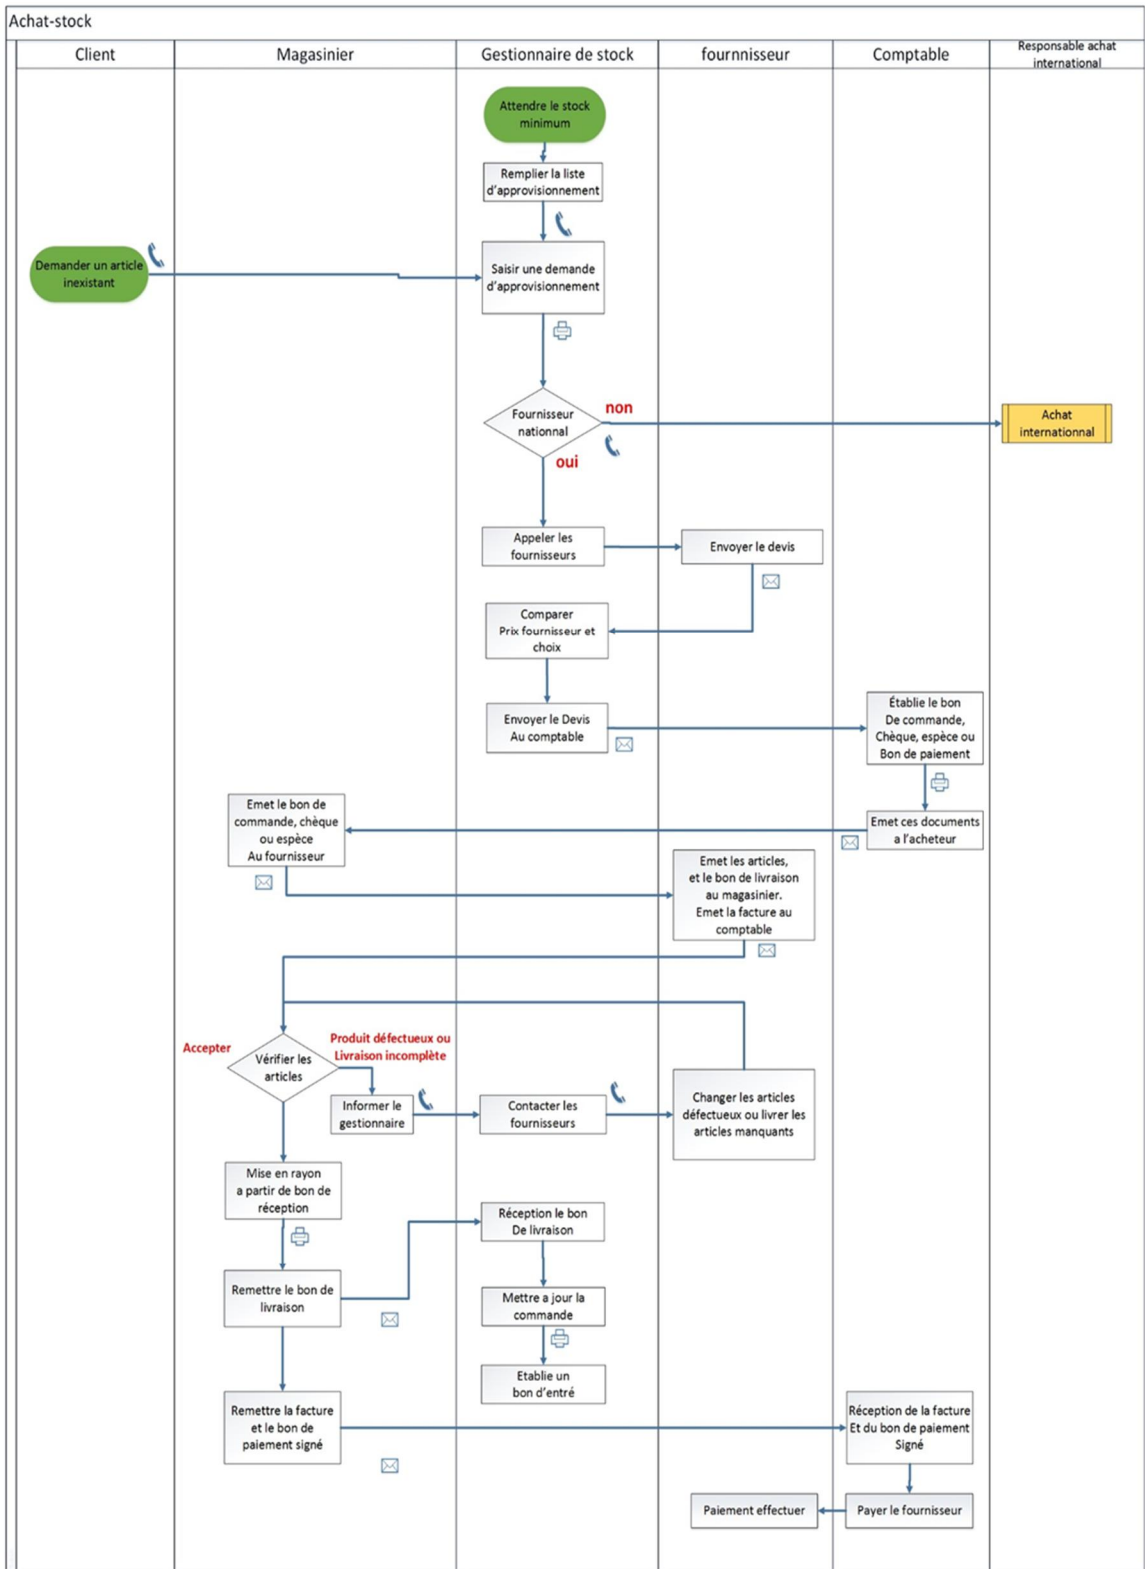 Achat-stock
Client
Magasinier
Gestionnaire de stock
fournnisseur
Comptable
Responsable achat
international
Attendre le stock
minimum
Remplier la liste
d'approvisionnement
Demander un article
inexistant
Saisir une demande
d'approvisionnement
Fournisseur
nationnal
non
oui
Achat
internationnal
Appeler les
fournisseurs
Envoyer le devis
Comparer
Prix fournisseur et
choix
Envoyer le Devis
Au comptable
Établie le bon
De commande,
Chèque, espèce ou
Bon de paiement
Emet ces documents
a l'acheteur
Emet le bon de
commande, chèque
ou espèce
Au fournisseur
Emet les articles,
et le bon de livraison
au magasinier.
Emet la facture au
comptable
Accepter
Vérifier les
articles
Produit défectueux ou
Livraison incomplète
Informer le
gestionnaire
Contacter les
fournisseurs
Changer les articles
défectueux ou livrer les
articles manquants
Mise en rayon
a partir de bon de
réception
Réception le bon
De livraison
Remettre le bon de
livraison
Mettre a jour la
commande
Etablie un
bon d'entré
Remettre la facture
et le bon de
paiement signé
Réception de la facture
Et du bon de paiement
Signé
Paiement effectuer
Payer le fournisseur